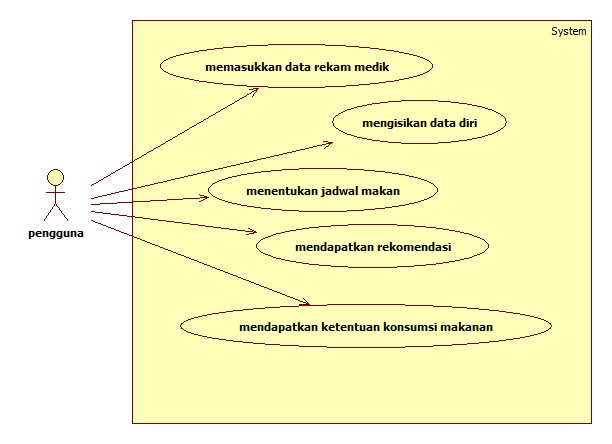 System
memasukkan data rekam medik
mengisikan data diri
menentukan jadwal makan
pengguna
mendapatkan rekomendasi
mendapatkan ketentuan konsumsi makanan